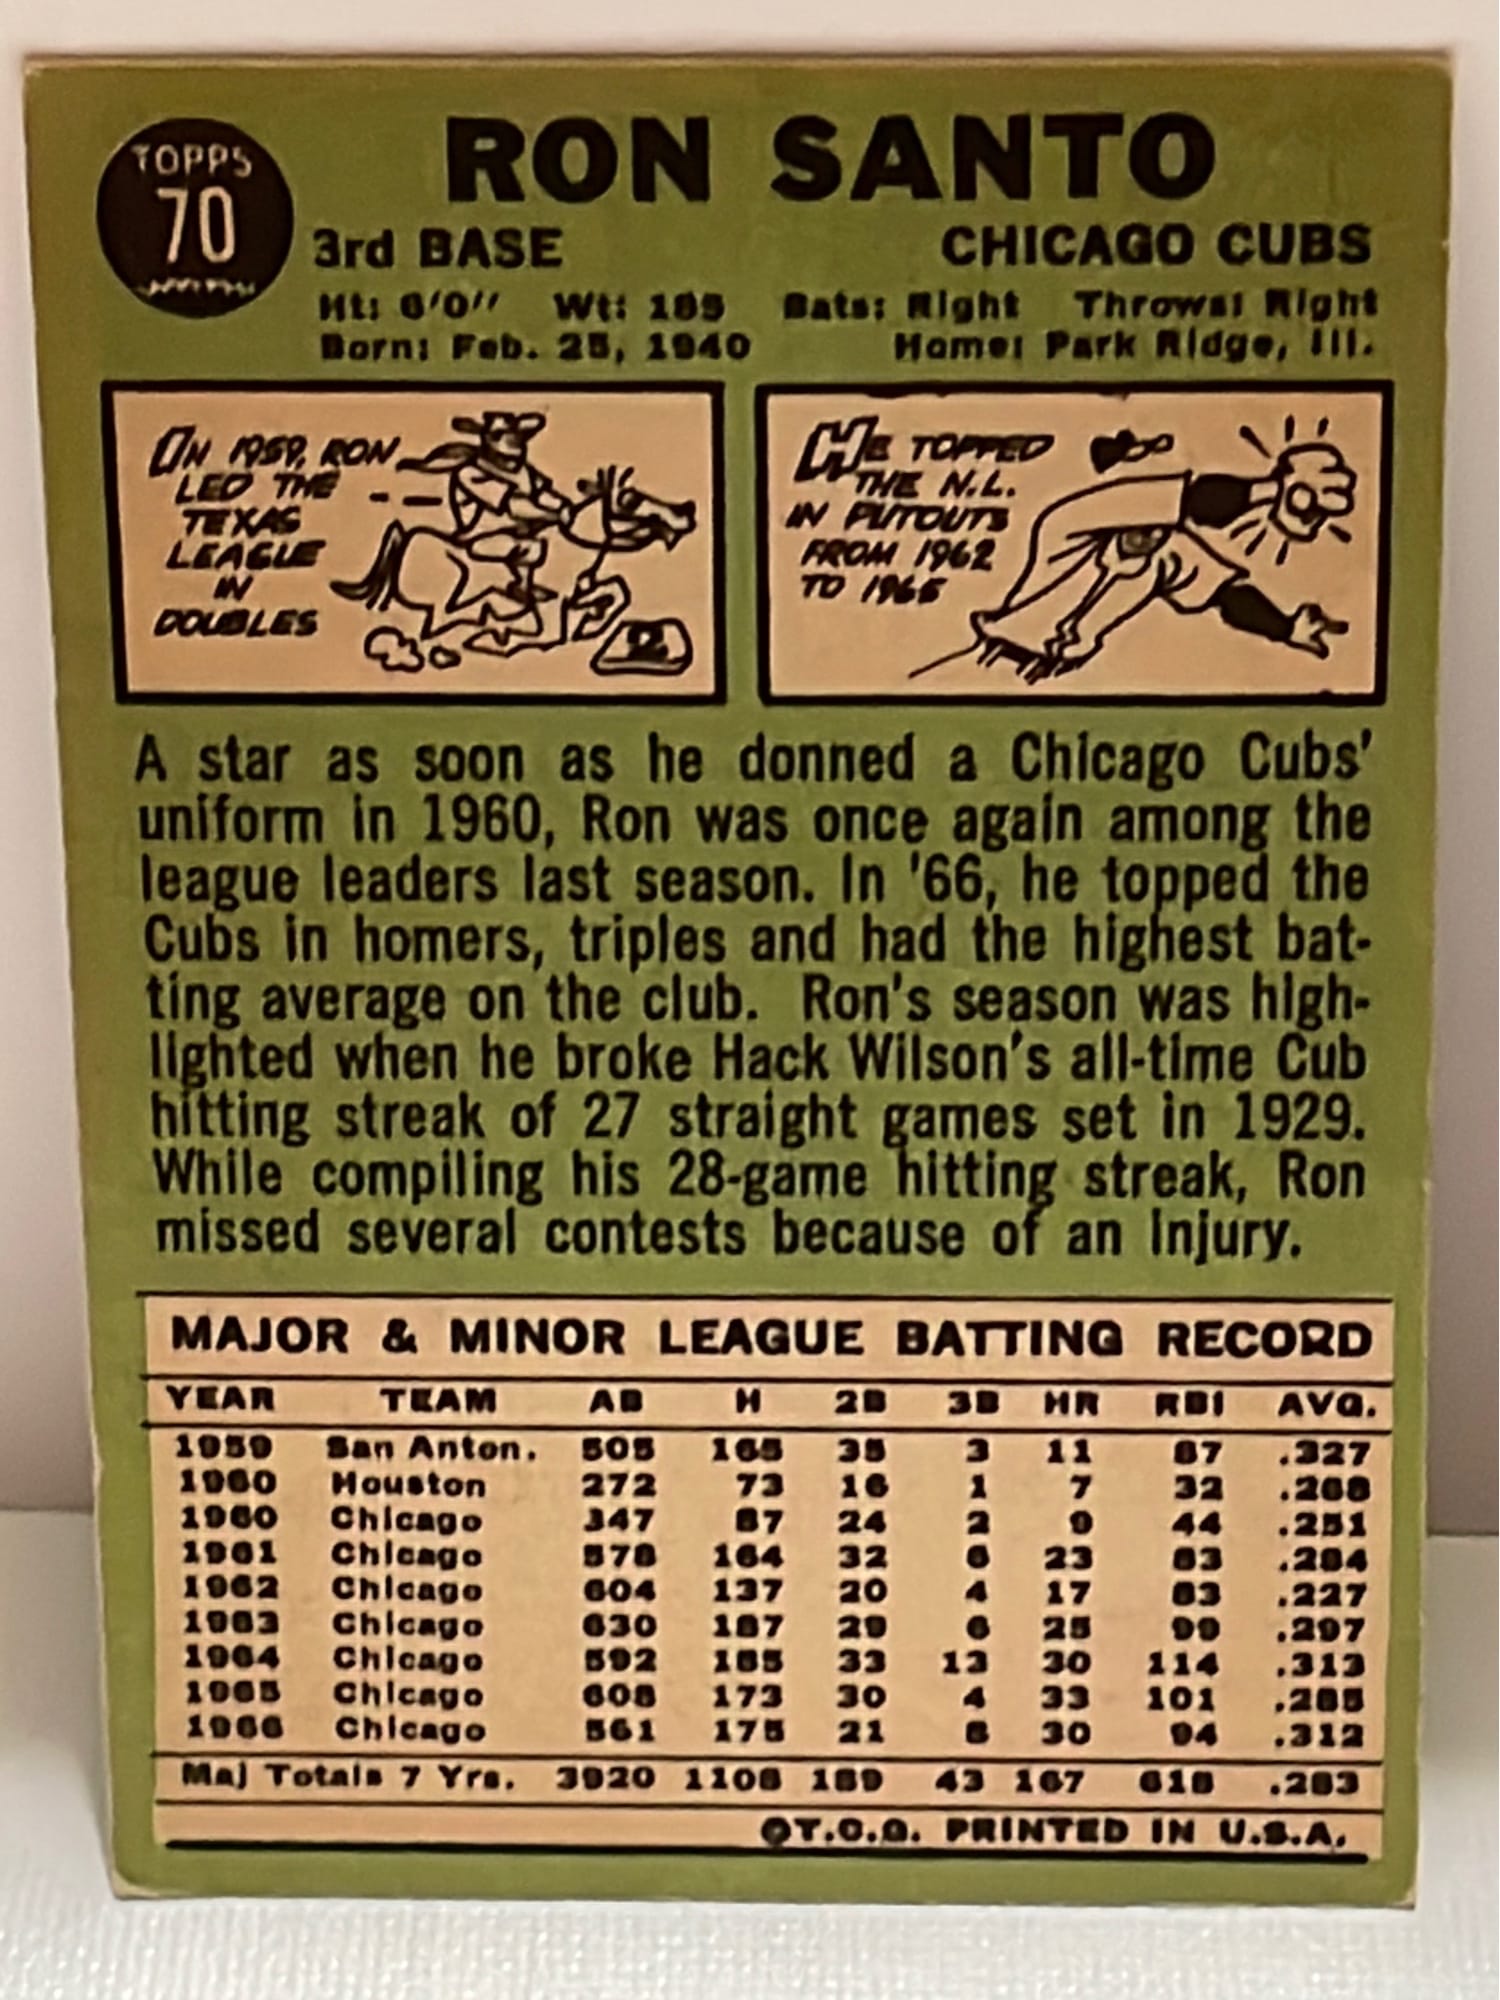 TOPPS
70
RON SANTO
3rd BASE CHICAGO CUBS
Ht: 6'0" Wt: 185 Bats: Right Throws: Right
Born: Feb. 25, 1940 Home: Park Ridge, Ill.
IN 1959, RON
LED THE
TEXAS
LEAGUE
IN
DOUBLES
2
HE TOPPED
THE N.L.
IN PUTOUTS
FROM 1962
TO 1965
A star as soon as he donned a Chicago Cubs'
uniform in 1960, Ron was once again among the
league leaders last season. In '66, he topped the
Cubs in homers, triples and had the highest bat-
ting average on the club. Ron's season was high-
lighted when he broke Hack Wilson's all-time Cub
hitting streak of 27 straight games set in 1929.
While compiling his 28-game hitting streak, Ron
missed several contests because of an injury.
MAJOR & MINOR LEAGUE BATTING RECORD
YEAR TEAM AB H 2B 3B HR RBI AVG.
1959 San Anton. 505 165 35 3 11 87 .327
1960 Houston 272 73 16 1 7 32 .268
1960 Chicago 347 87 24 2 9 44 .251
1961 Chicago 578 164 32 6 23 83 .284
1962 Chicago 604 137 20 4 17 83 .227
1963 Chicago 630 187 29 6 25 99 .297
1964 Chicago 592 185 33 13 30 114 .313
1965 Chicago 608 173 30 4 33 101 .285
1966 Chicago 561 175 21 8 30 94 .312
Maj Totals 7 Yrs. 3920 1108 189 43 167 618 .283
©T.C.G. PRINTED IN U.S.A.